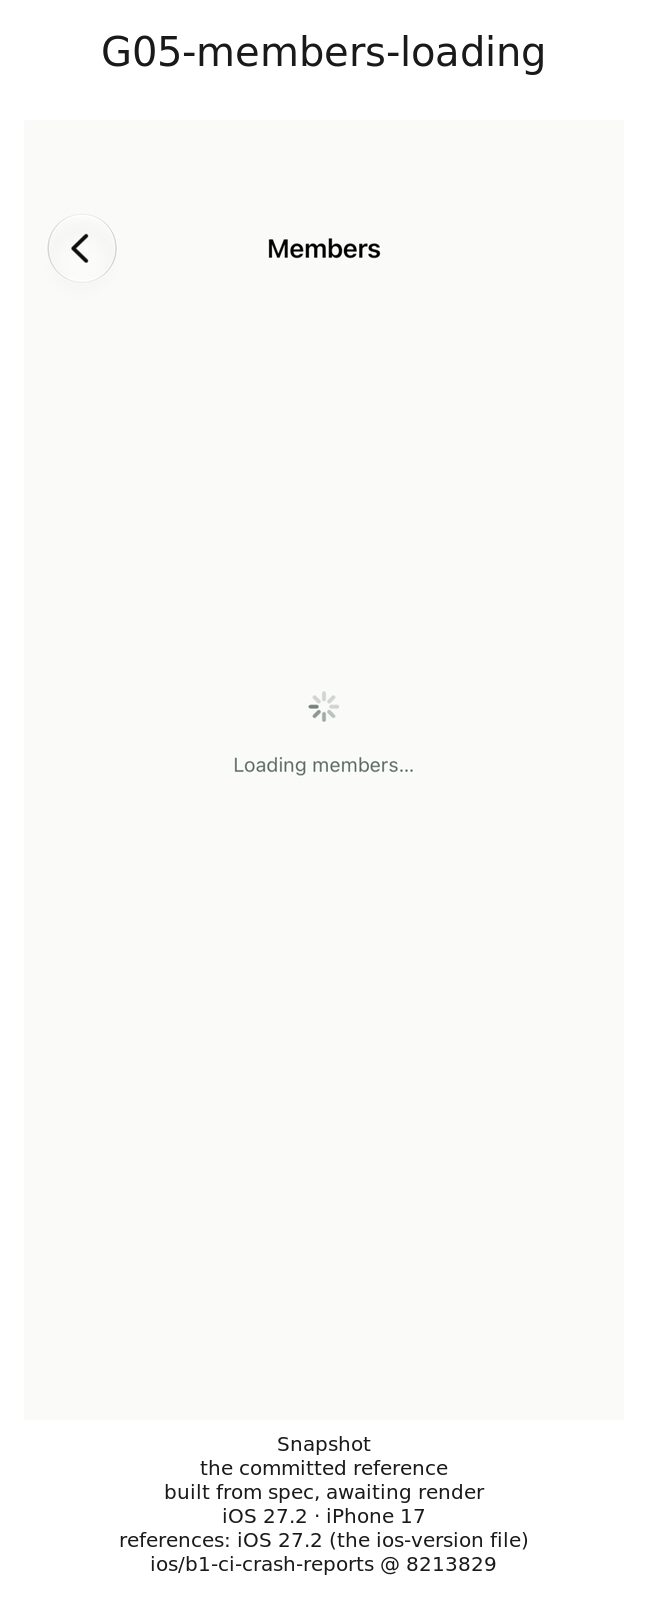 G05-members-loading
Members
Loading members...
Snapshot
the committed reference
built from spec, awaiting render
iOS 27.2 · iPhone 17
references: iOS 27.2 (the ios-version file)
ios/b1-ci-crash-reports @ 8213829